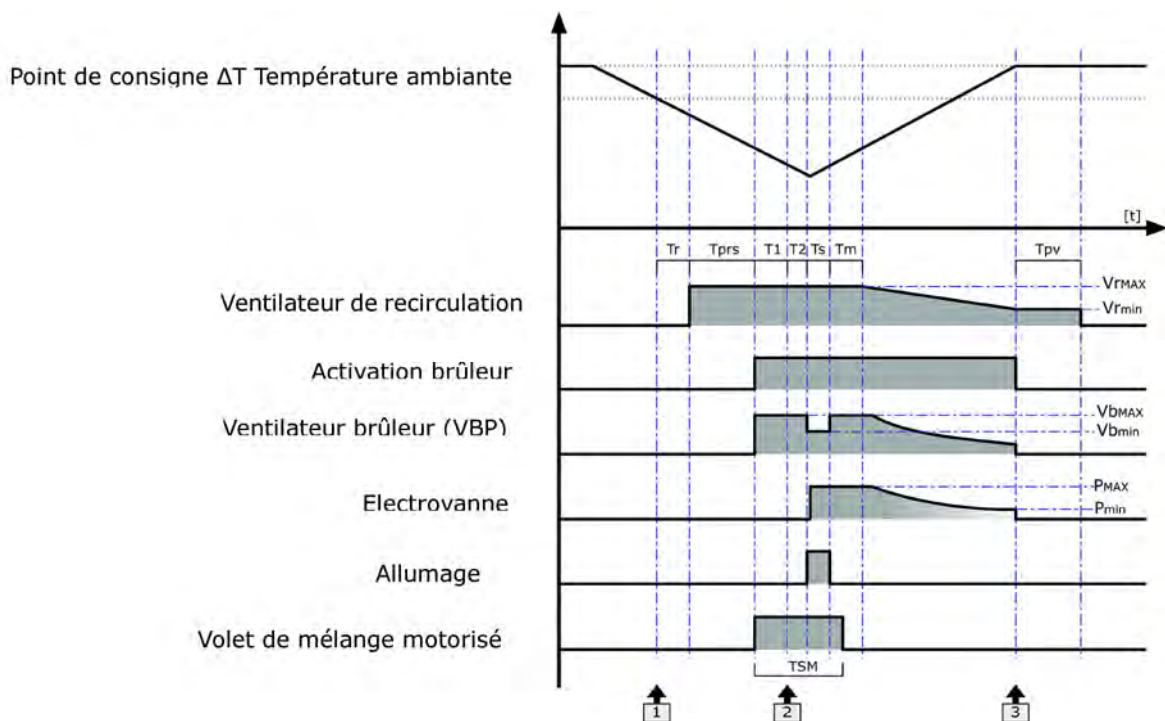 Point de consigne ΔT Température ambiante
[t]
Tr Tprs T1 T2 Ts Tm Tpv
VrMAX
Ventilateur de recirculation
Vrmin
Activation brûleur
VbMAX
Ventilateur brûleur (VBP)
Vbmin
PMAX
Electrovanne
Pmin
Allumage
Volet de mélange motorisé
TSM
1 2 3